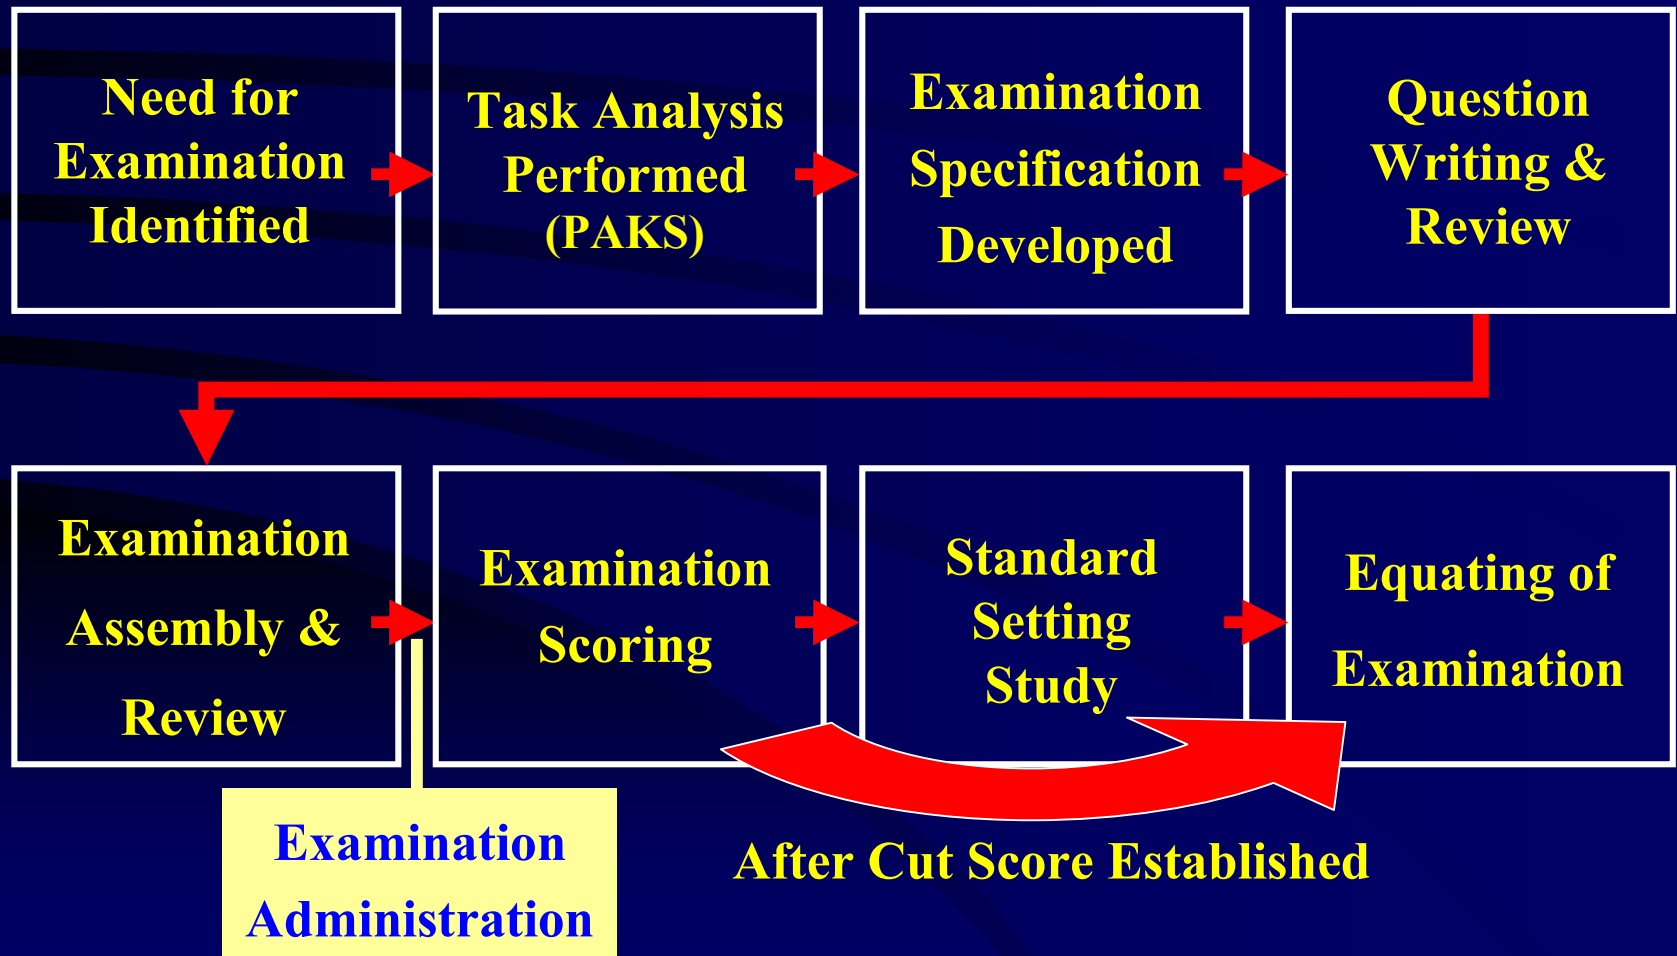 Need for
Examination
Identified
Task Analysis
Performed
(PAKS)
Examination
Specification
Developed
Question
Writing &
Review
Examination
Assembly &
Review
Examination
Scoring
Standard
Setting
Study
Equating of
Examination
Examination
Administration
After Cut Score Established